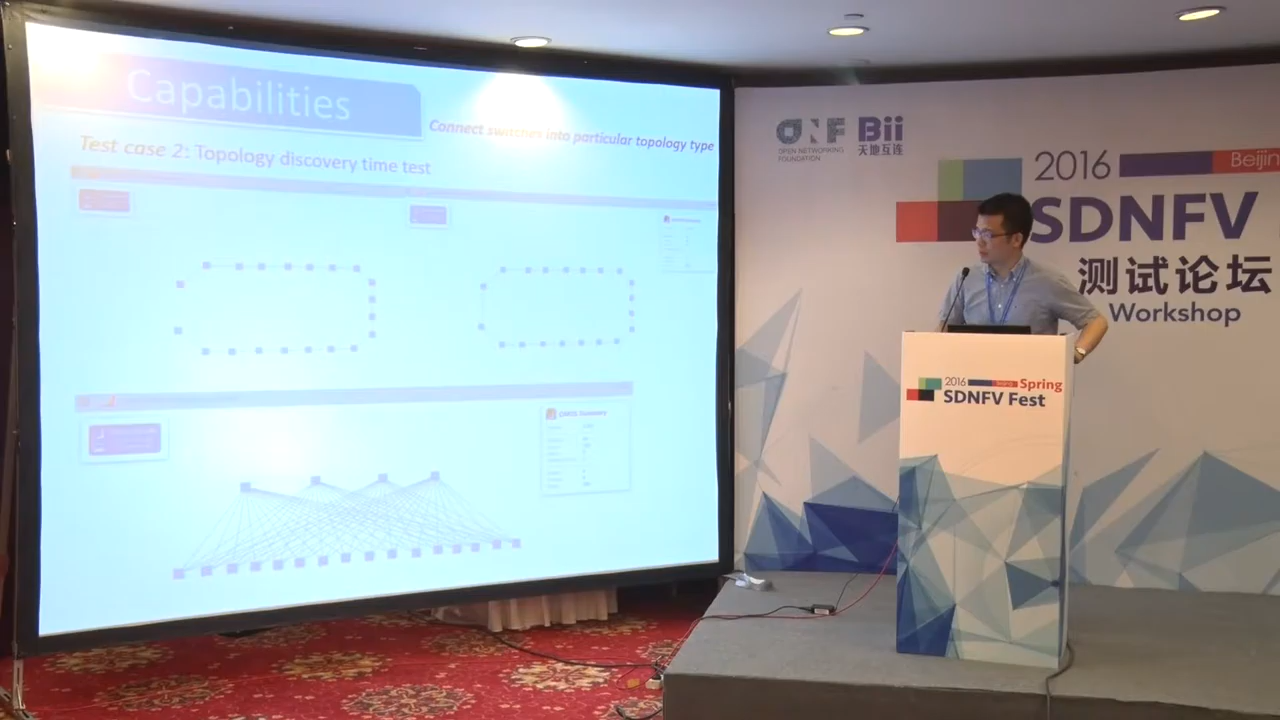 Capabilities
Connect switches into particular topology type
Test case 2: Topology discovery time test
ONOS Summary
ONF
OPEN NETWORKING
FOUNDATION
Bii
天地互连
2016
Beijin
SDNFV
测试论坛
Workshop
2016
Spring
SDNFV Fest